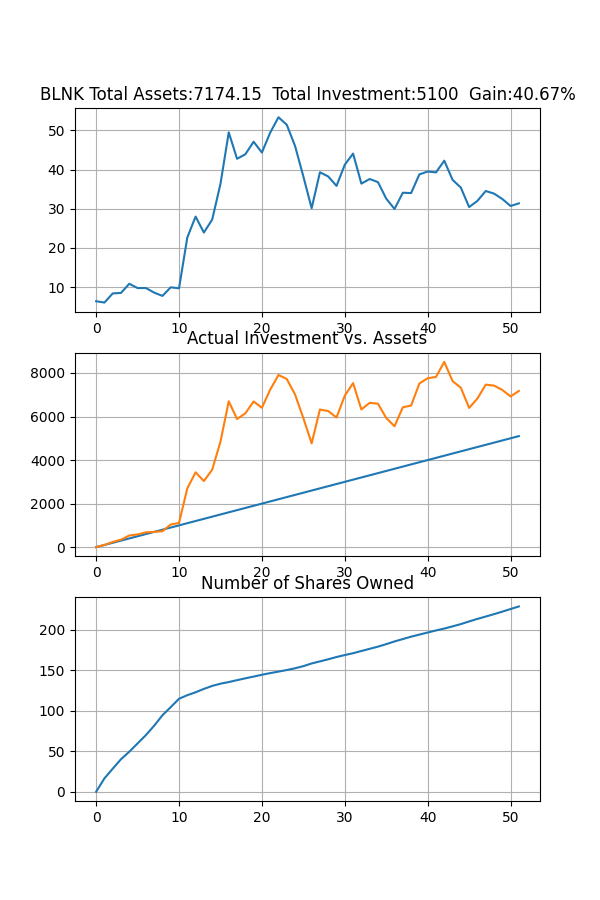 BLNK Total Assets:7174.15  Total Investment:5100  Gain:40.67%
50
40
30
20
10
0 10 20 30 40 50
Actual Investment vs. Assets
8000
6000
4000
2000
0
0 10 20 30 40 50
Number of Shares Owned
200
150
100
50
0
0 10 20 30 40 50